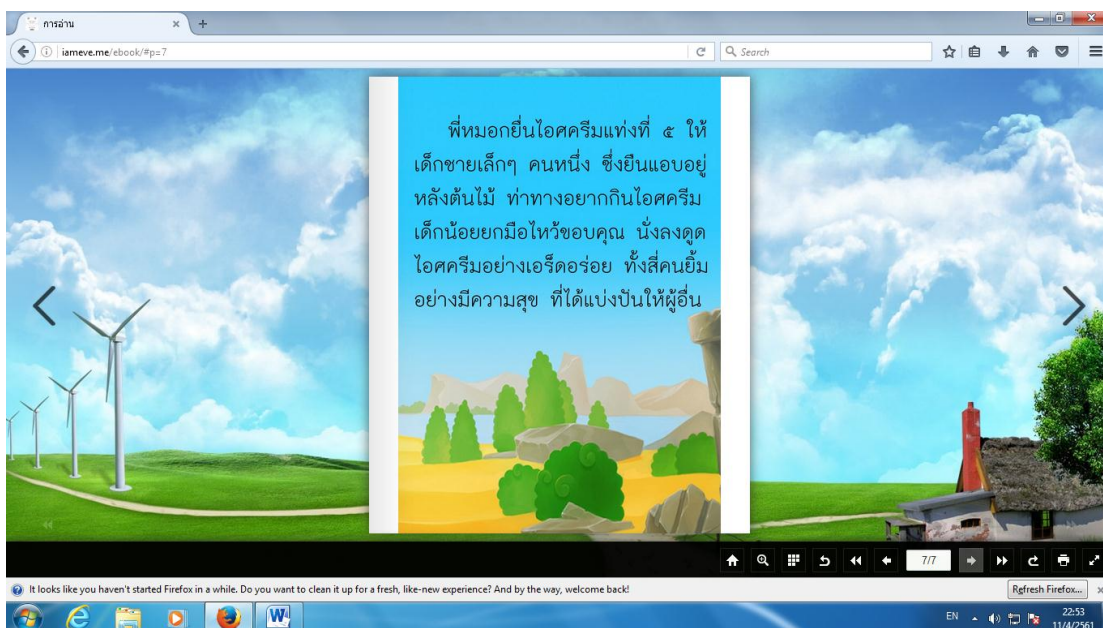 การอ่าน
iameve.me/ebook/#p=7
Search
พี่หมอกยื่นไอศครีมแท่งที่ ๕ ให้
เด็กชายเล็กๆ คนหนึ่ง ซึ่งยืนแอบอยู่
หลังต้นไม้ ท่าทางอยากกินไอศครีม
เด็กน้อยยกมือไหว้ขอบคุณ นั่งลงดูด
ไอศครีมอย่างเอร็ดอร่อย ทั้งสี่คนยิ้ม
อย่างมีความสุข ที่ได้แบ่งปันให้ผู้อื่น
7/7
It looks like you haven't started Firefox in a while. Do you want to clean it up for a fresh, like-new experience? And by the way, welcome back!
Refresh Firefox...
EN
22:53
11/4/2561